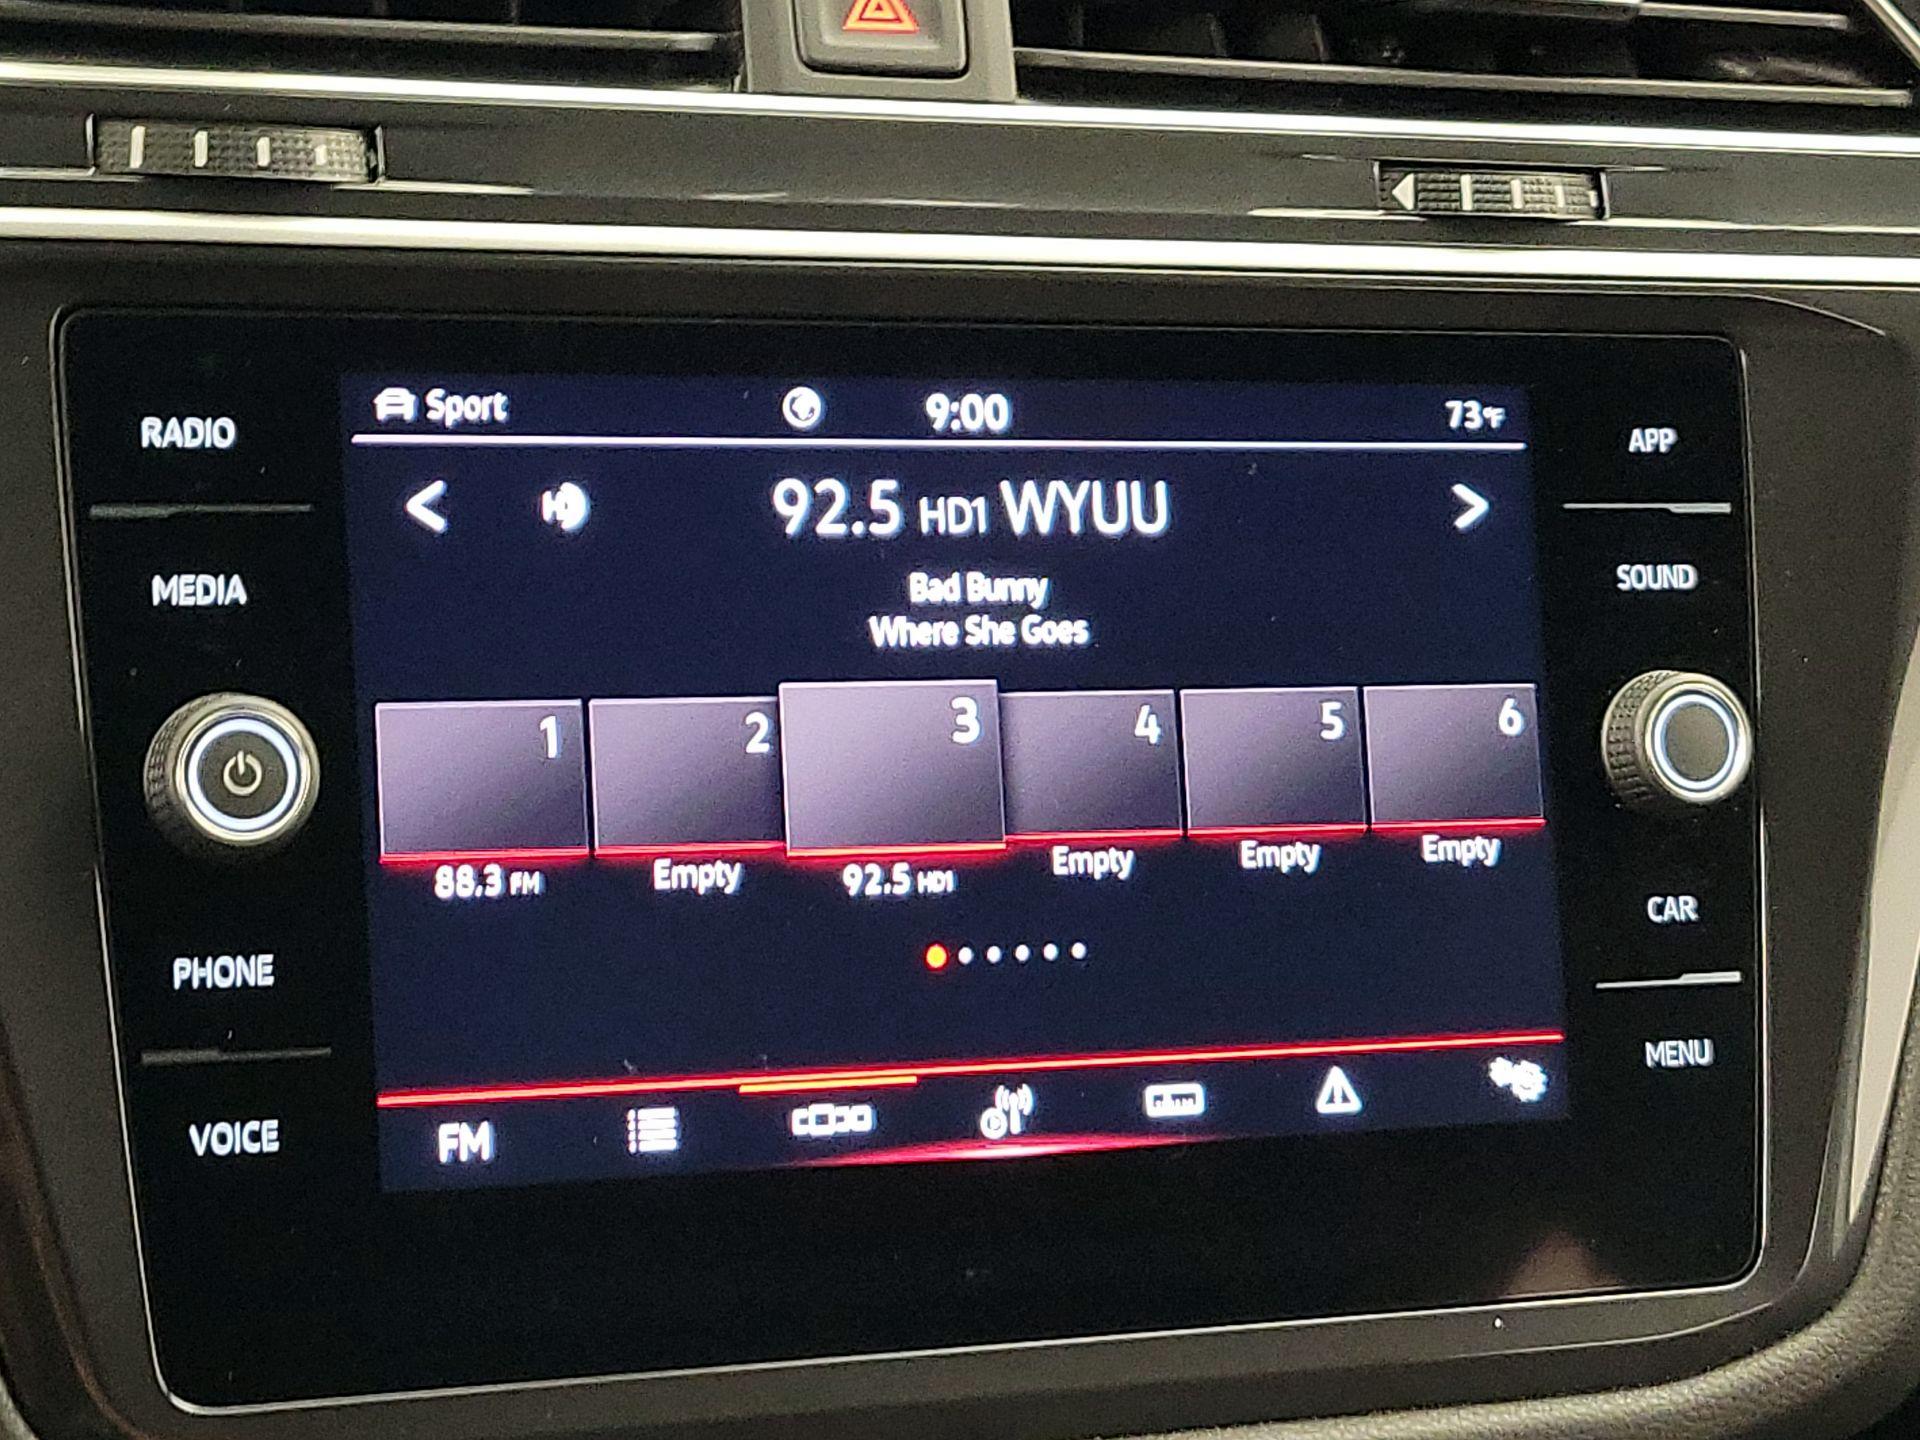 RADIO
MEDIA
PHONE
VOICE
Sport
9:00
73°F
<
92.5 HD1 WYUU
>
Bad Bunny
Where She Goes
1
2
3
4
5
6
88.3 FM
Empty
92.5 HD1
Empty
Empty
Empty
FM
APP
SOUND
CAR
MENU